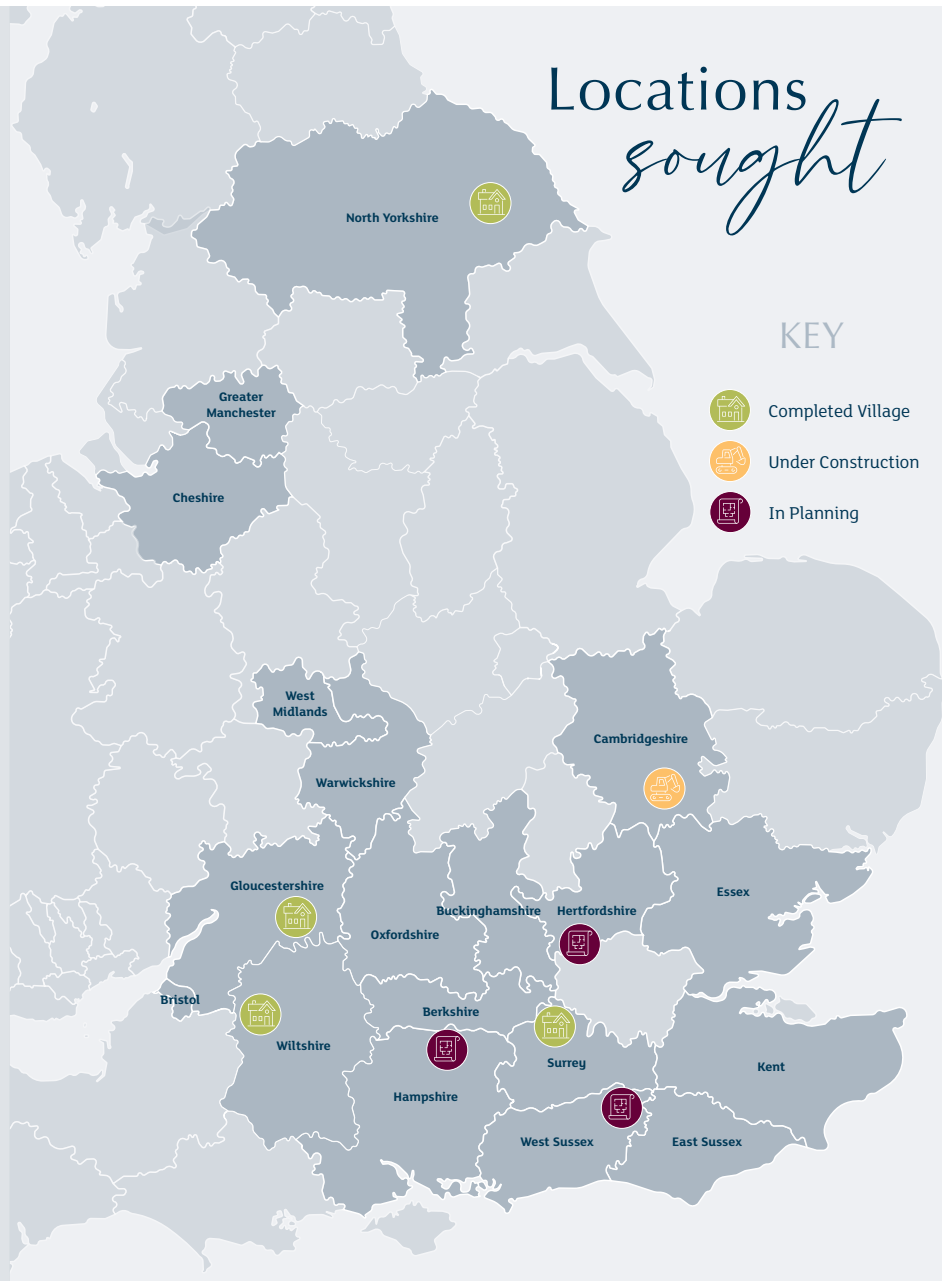 Locations
sought
North Yorkshire
KEY
Completed Village
Under Construction
In Planning
Greater
Manchester
Cheshire
West
Midlands
Cambridgeshire
Warwickshire
Gloucestershire
Essex
Buckinghamshire
Hertfordshire
Oxfordshire
Bristol
Berkshire
Wiltshire
Surrey
Kent
Hampshire
West Sussex
East Sussex